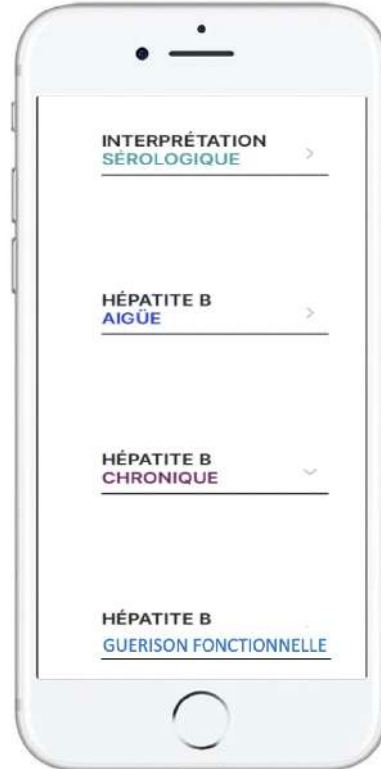 INTERPRÉTATION
SÉROLOGIQUE
HÉPATITE B
AIGÜE
HÉPATITE B
CHRONIQUE
HÉPATITE B
GUERISON FONCTIONNELLE